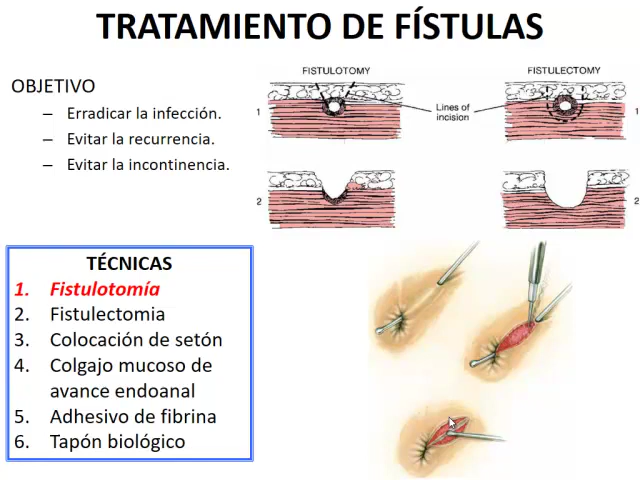 TRATAMIENTO DE FÍSTULAS
OBJETIVO
– Erradicar la infección.
– Evitar la recurrencia.
– Evitar la incontinencia.
FISTULOTOMY
FISTULECTOMY
1
Lines of
incision
1
2
2
TÉCNICAS
1. Fistulotomía
2. Fistulectomia
3. Colocación de setón
4. Colgajo mucoso de
avance endoanal
5. Adhesivo de fibrina
6. Tapón biológico